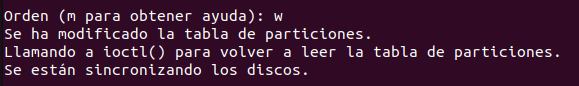 Orden (m para obtener ayuda): w
Se ha modificado la tabla de particiones.
Llamando a ioctl() para volver a leer la tabla de particiones.
Se están sincronizando los discos.